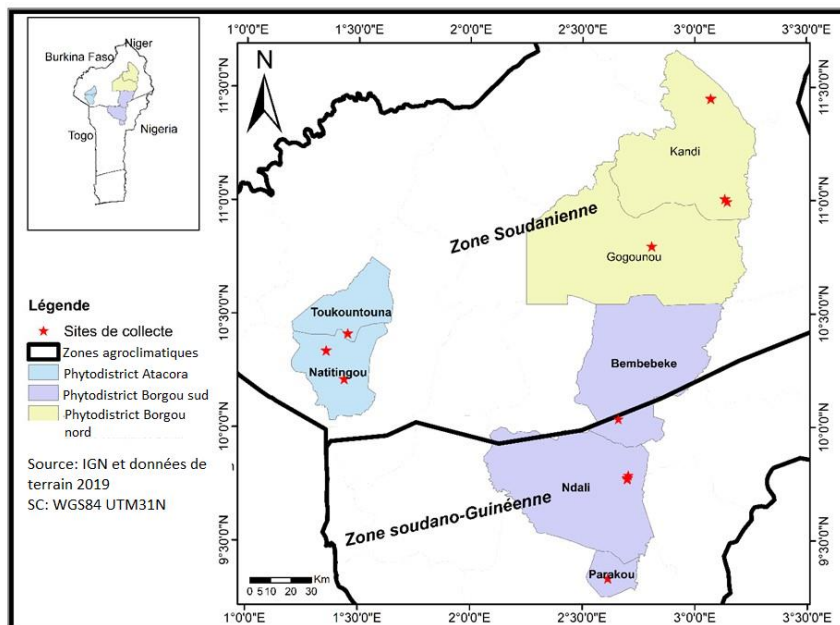 Niger
Burkina Faso
Togo
Nigeria
Légende
Sites de collecte
Zones agroclimatiques
Phytodistrict Atacora
Phytodistrict Borgou sud
Phytodistrict Borgou
nord
Source: IGN et données de
terrain 2019
SC: WGS84 UTM31N
1°0'0"E 1°30'0"E 2°0'0"E 2°30'0"E 3°0'0"E 3°30'0"E
N
11°30'0"N
11°0'0"N
10°30'0"N
10°0'0"N
9°30'0"N
Kandi
Zone Soudanienne
Gogounou
Toukountouna
Natitingou
Bembebeke
Ndali
Zone soudano-Guinéenne
Parakou
0 5 10 20 30 Km
11°30'0"N
11°0'0"N
10°30'0"N
10°0'0"N
9°30'0"N
1°0'0"E 1°30'0"E 2°0'0"E 2°30'0"E 3°0'0"E 3°30'0"E